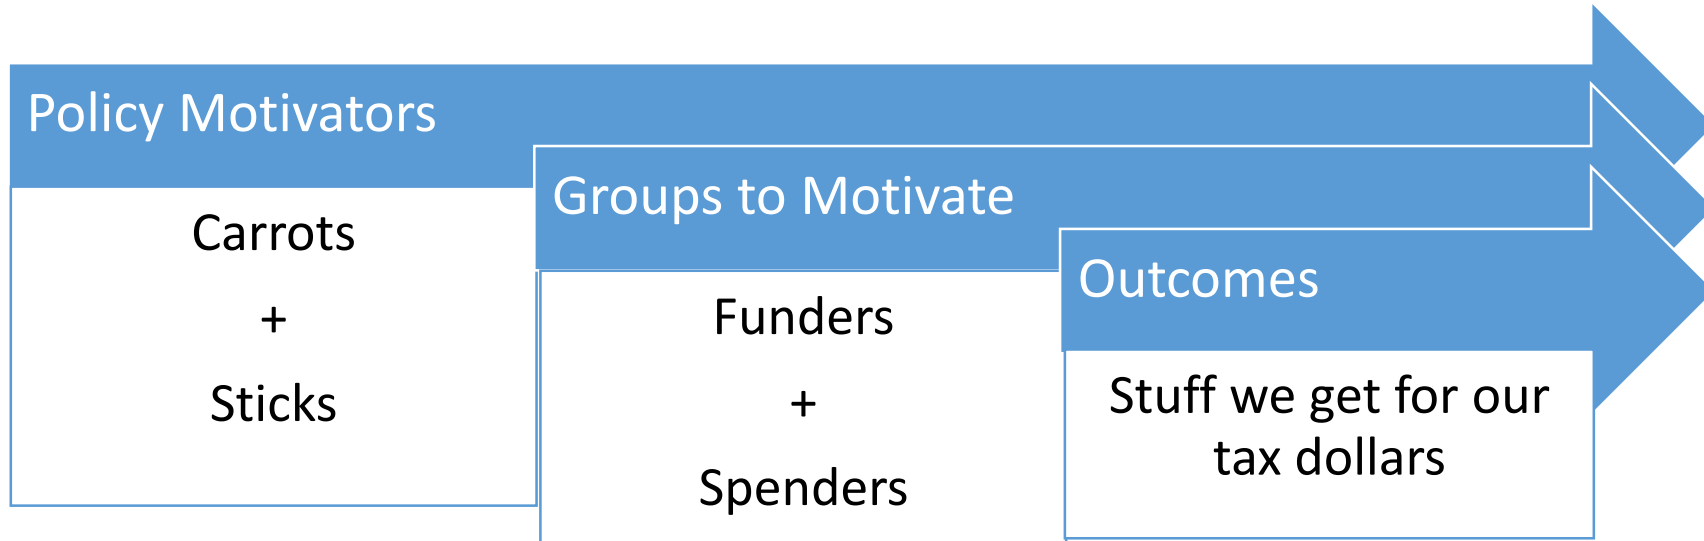 Policy Motivators
Carrots
+
Sticks
Groups to Motivate
Funders
+
Spenders
Outcomes
Stuff we get for our
tax dollars